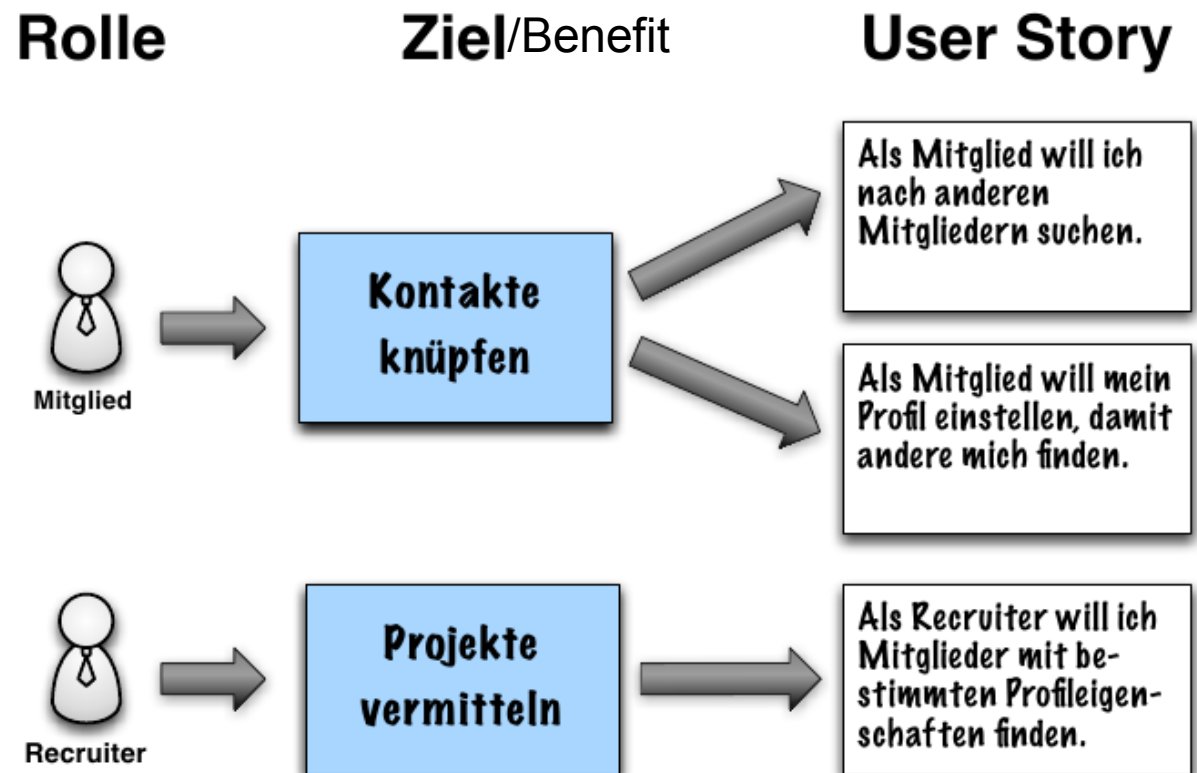 Rolle
Ziel/Benefit
User Story
Mitglied
Kontakte
knüpfen
Als Mitglied will ich
nach anderen
Mitgliedern suchen.
Als Mitglied will mein
Profil einstellen, damit
andere mich finden.
Recruiter
Projekte
vermitteln
Als Recruiter will ich
Mitglieder mit be-
stimmten Profileigen-
schaften finden.